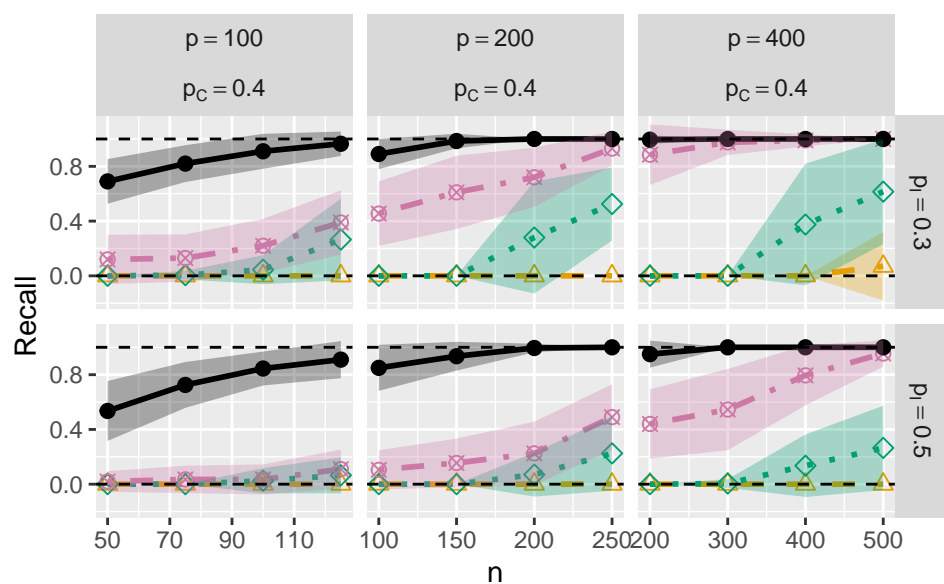 p = 100
p = 200
p = 400
p_C = 0.4
p_C = 0.4
p_C = 0.4
Recall
0.8
0.4
0.0
p_I = 0.3
0.8
0.4
0.0
p_I = 0.5
50 70 90 110
100 150 200 250
200 300 400 500
n